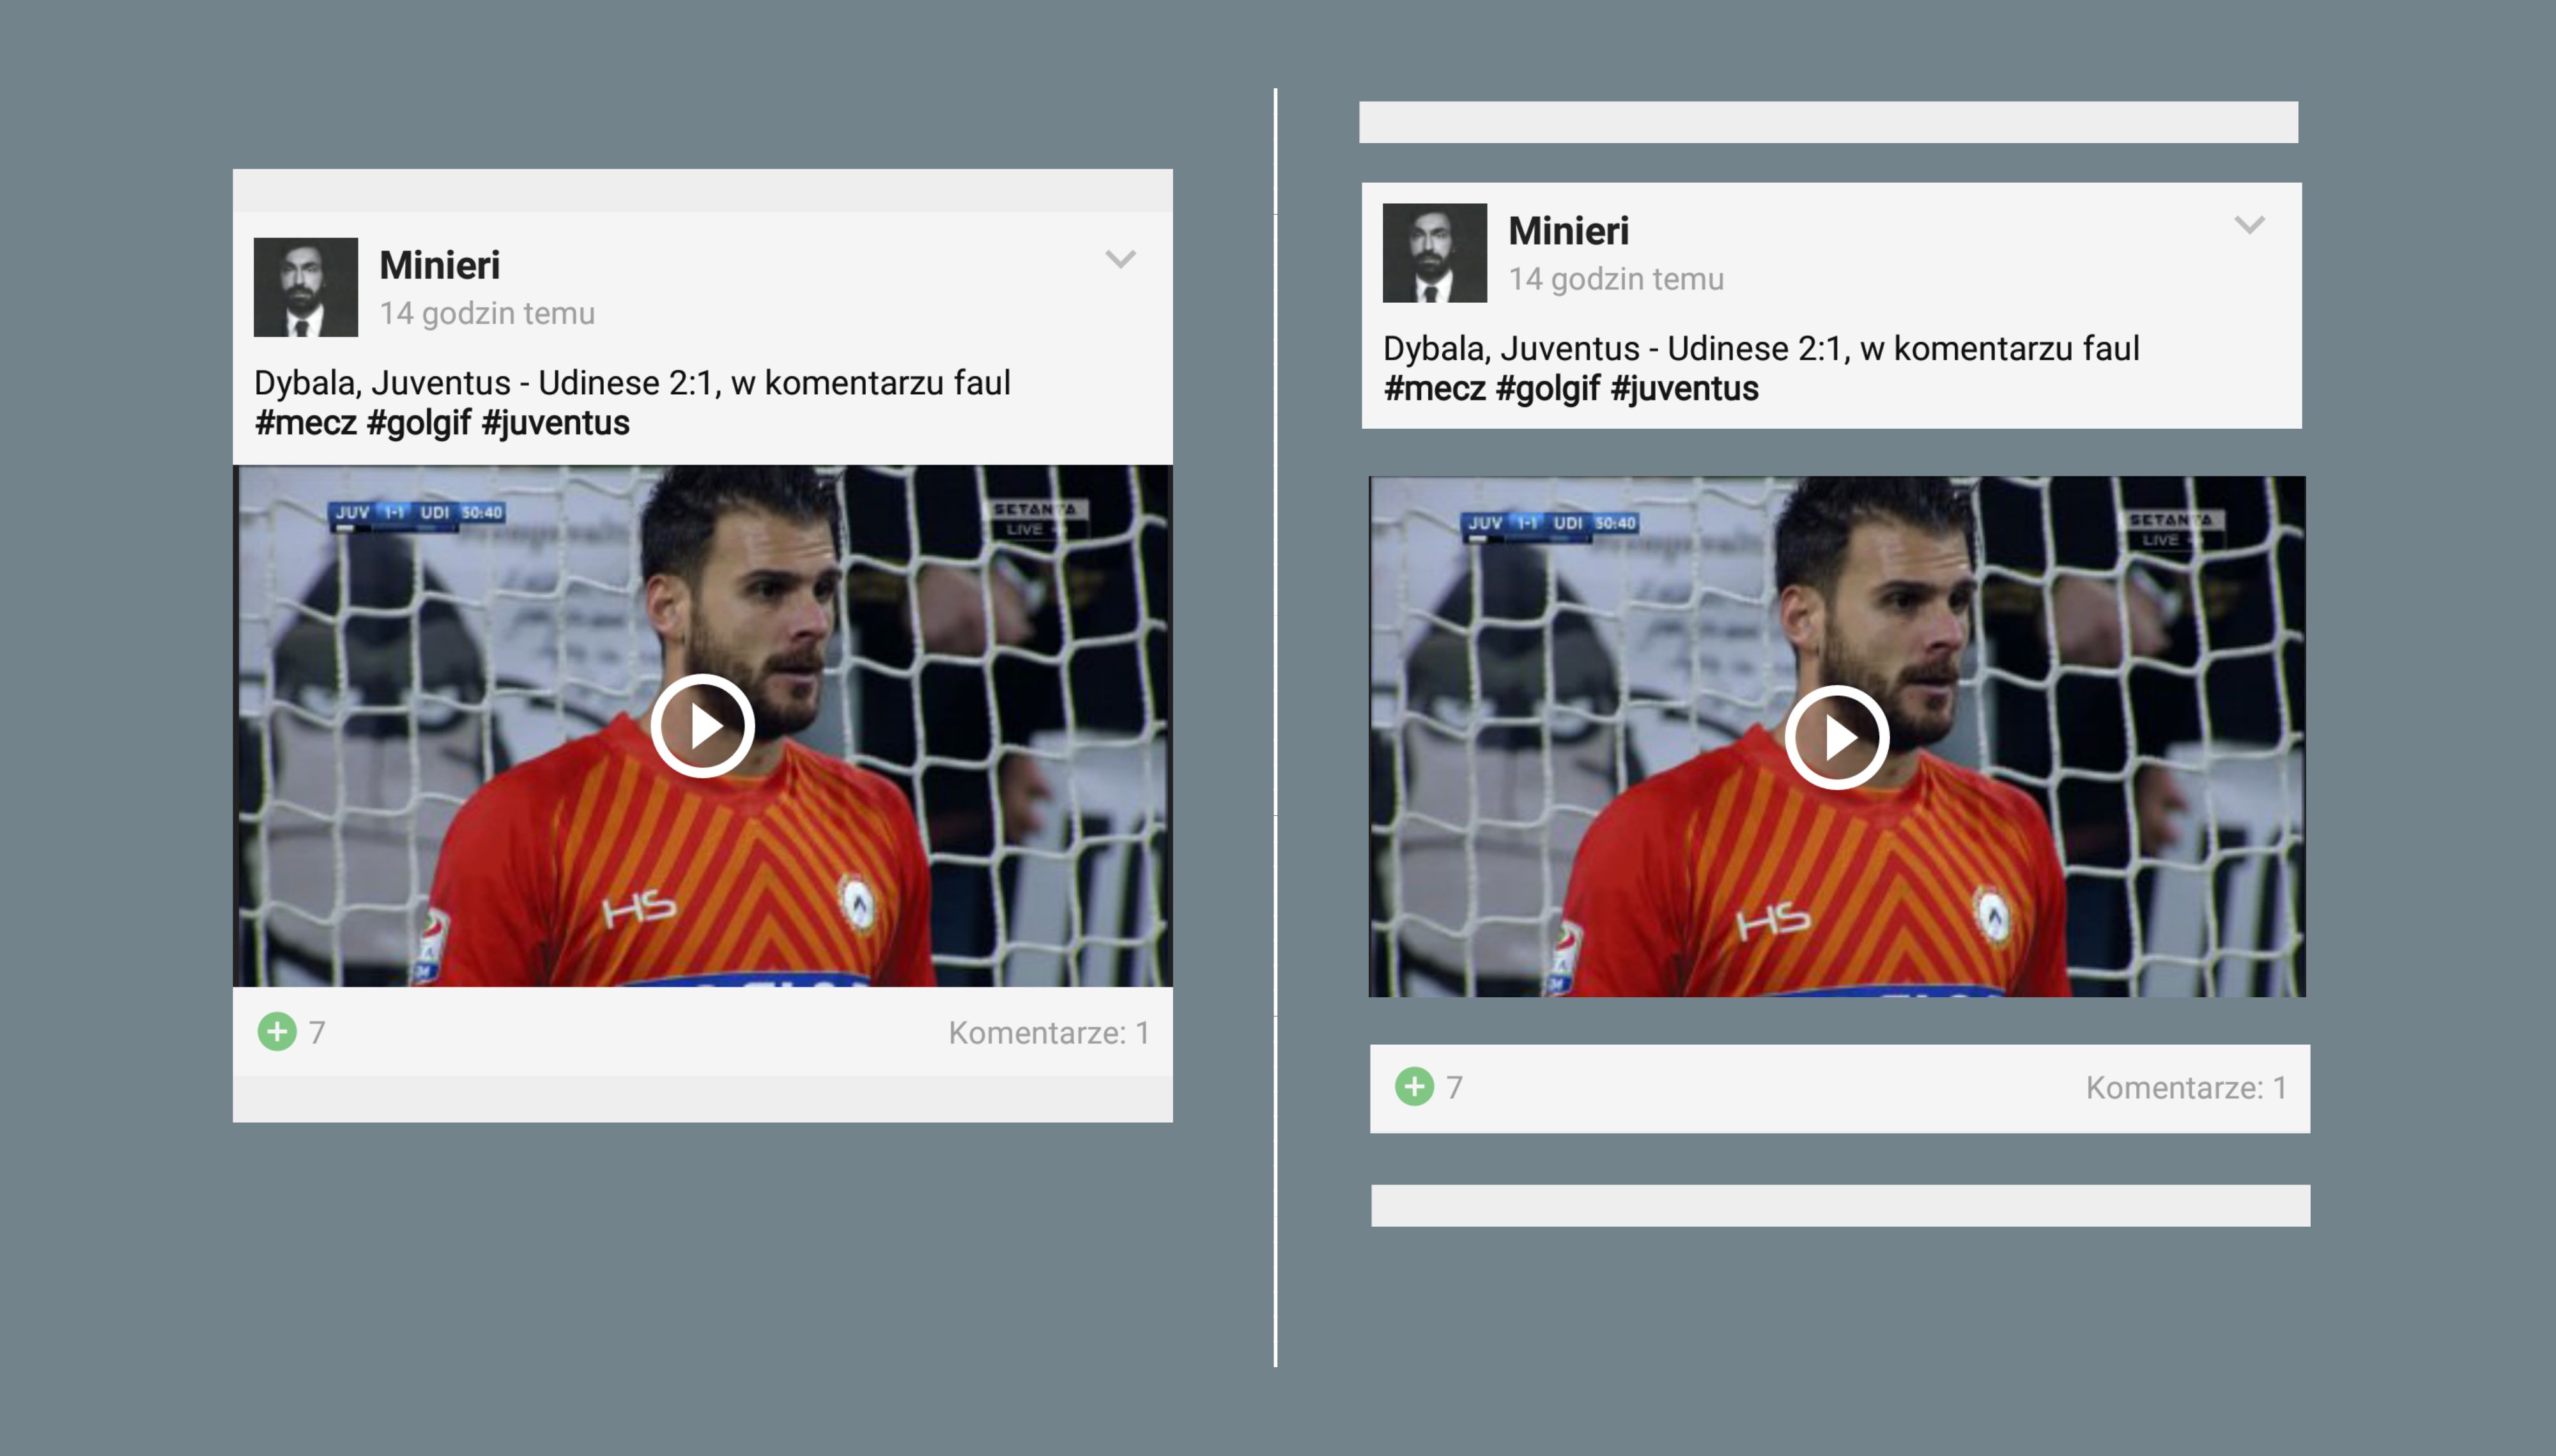 Minieri
14 godzin temu
Dybala, Juventus - Udinese 2:1, w komentarzu faul
#mecz #golgif #juventus
JUV 1-1 UDI 50:40
SETANTA
LIVE
HS
7
Komentarze: 1
Minieri
14 godzin temu
Dybala, Juventus - Udinese 2:1, w komentarzu faul
#mecz #golgif #juventus
JUV 1-1 UDI 50:40
SETANTA
LIVE
HS
7
Komentarze: 1